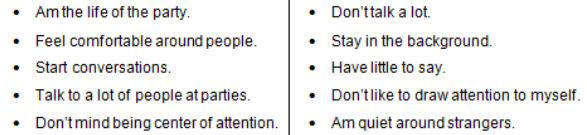 • Am the life of the party.
• Feel comfortable around people.
• Start conversations.
• Talk to a lot of people at parties.
• Don't mind being center of attention.
• Don't talk a lot.
• Stay in the background.
• Have little to say.
• Don't like to draw attention to myself.
• Am quiet around strangers.